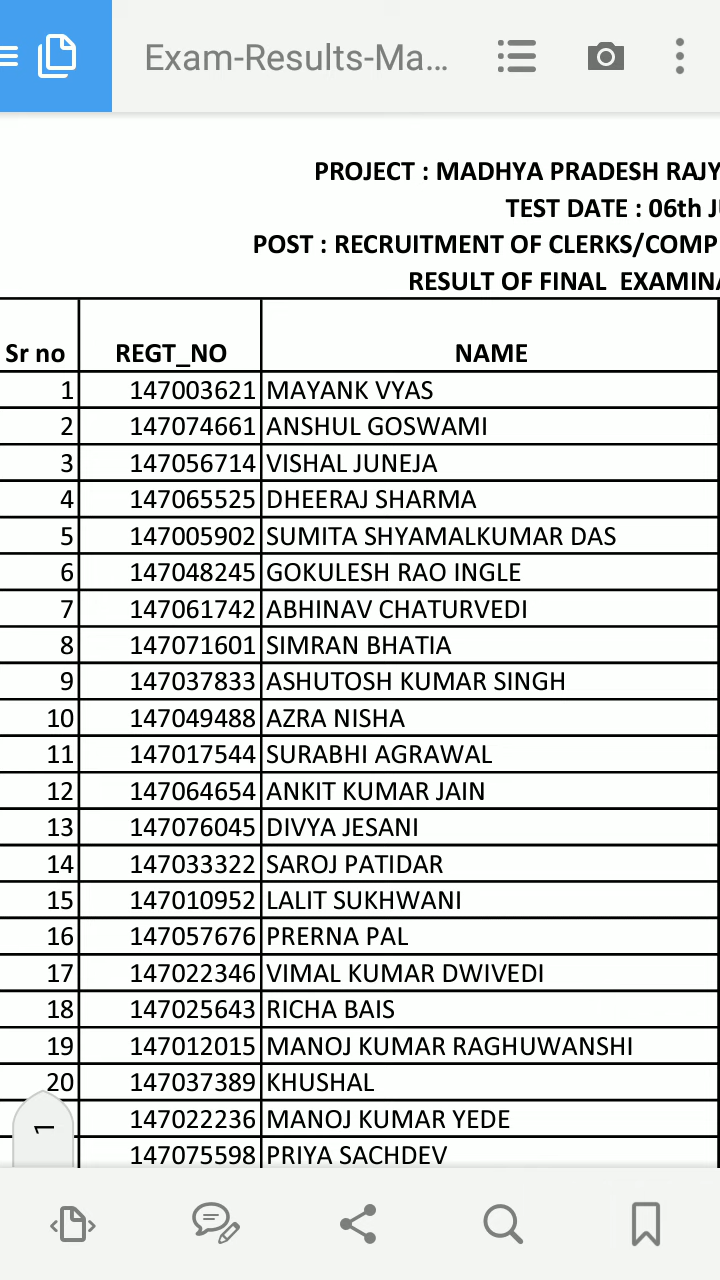 Exam-Results-Ma...
PROJECT : MADHYA PRADESH RAJY
TEST DATE : 06th JU
POST : RECRUITMENT OF CLERKS/COMP
RESULT OF FINAL EXAMINA
Sr no REGT_NO NAME
1 147003621 MAYANK VYAS
2 147074661 ANSHUL GOSWAMI
3 147056714 VISHAL JUNEJA
4 147065525 DHEERAJ SHARMA
5 147005902 SUMITA SHYAMALKUMAR DAS
6 147048245 GOKULESH RAO INGLE
7 147061742 ABHINAV CHATURVEDI
8 147071601 SIMRAN BHATIA
9 147037833 ASHUTOSH KUMAR SINGH
10 147049488 AZRA NISHA
11 147017544 SURABHI AGRAWAL
12 147064654 ANKIT KUMAR JAIN
13 147076045 DIVYA JESANI
14 147033322 SAROJ PATIDAR
15 147010952 LALIT SUKHWANI
16 147057676 PRERNA PAL
17 147022346 VIMAL KUMAR DWIVEDI
18 147025643 RICHA BAIS
19 147012015 MANOJ KUMAR RAGHUWANSHI
20 147037389 KHUSHAL
147022236 MANOJ KUMAR YEDE
1
147075598 PRIYA SACHDEV